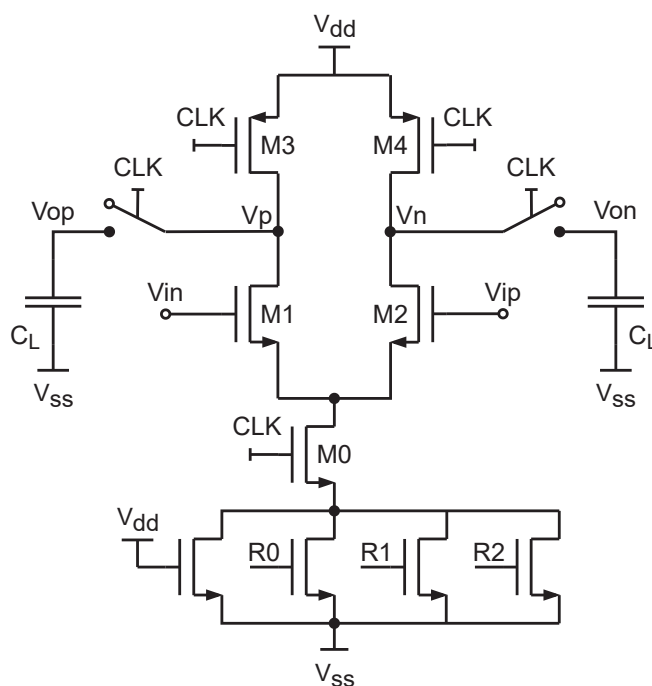 Vdd
CLK
M3
M4
CLK
CLK
CLK
Vop
Vp
Vn
Von
Vin
M1
M2
Vip
CL
CL
Vss
Vss
CLK
M0
Vdd
R0
R1
R2
Vss